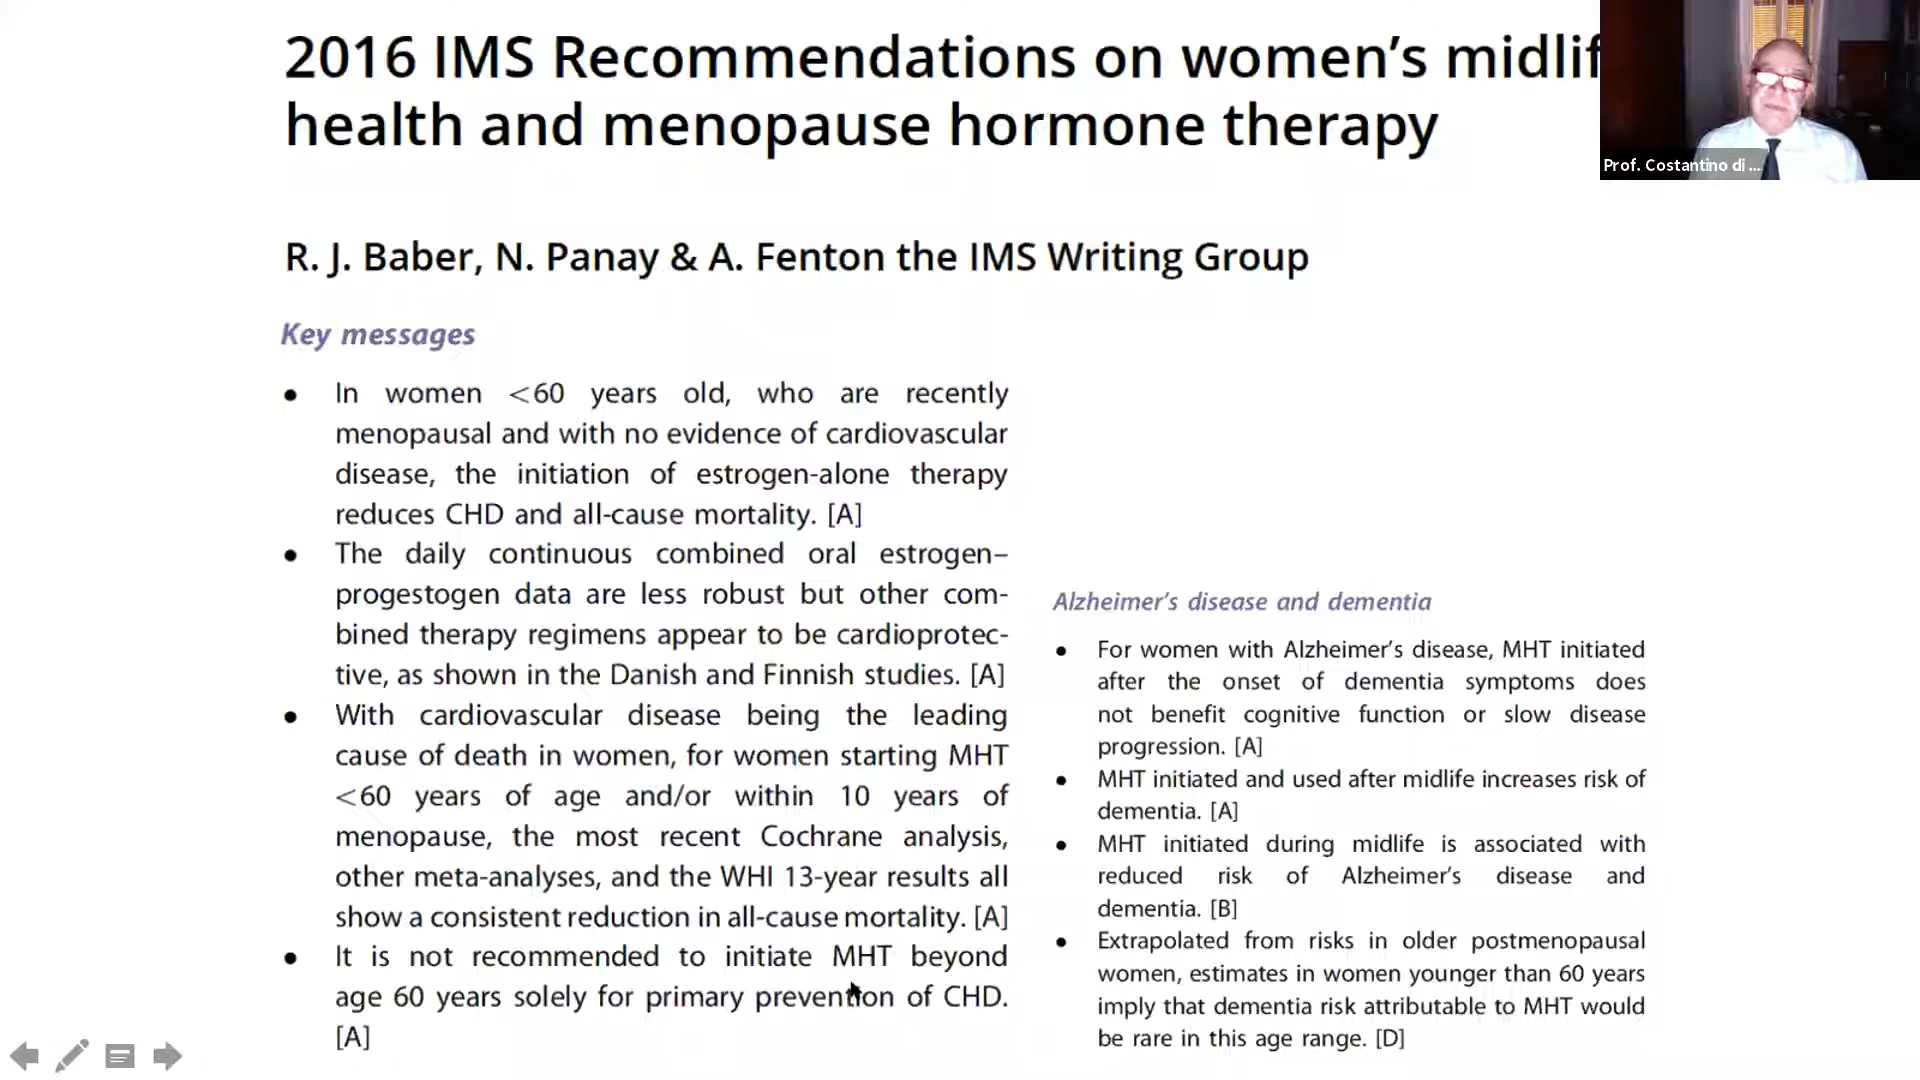 2016 IMS Recommendations on women’s midlif
health and menopause hormone therapy
Prof. Costantino di ...
R. J. Baber, N. Panay & A. Fenton the IMS Writing Group
Key messages
● In women <60 years old, who are recently
menopausal and with no evidence of cardiovascular
disease, the initiation of estrogen-alone therapy
reduces CHD and all-cause mortality. [A]
● The daily continuous combined oral estrogen–
progestogen data are less robust but other com-
bined therapy regimens appear to be cardioprotec-
tive, as shown in the Danish and Finnish studies. [A]
● With cardiovascular disease being the leading
cause of death in women, for women starting MHT
<60 years of age and/or within 10 years of
menopause, the most recent Cochrane analysis,
other meta-analyses, and the WHI 13-year results all
show a consistent reduction in all-cause mortality. [A]
● It is not recommended to initiate MHT beyond
age 60 years solely for primary prevention of CHD.
[A]
Alzheimer’s disease and dementia
● For women with Alzheimer’s disease, MHT initiated
after the onset of dementia symptoms does
not benefit cognitive function or slow disease
progression. [A]
● MHT initiated and used after midlife increases risk of
dementia. [A]
● MHT initiated during midlife is associated with
reduced risk of Alzheimer’s disease and
dementia. [B]
● Extrapolated from risks in older postmenopausal
women, estimates in women younger than 60 years
imply that dementia risk attributable to MHT would
be rare in this age range. [D]